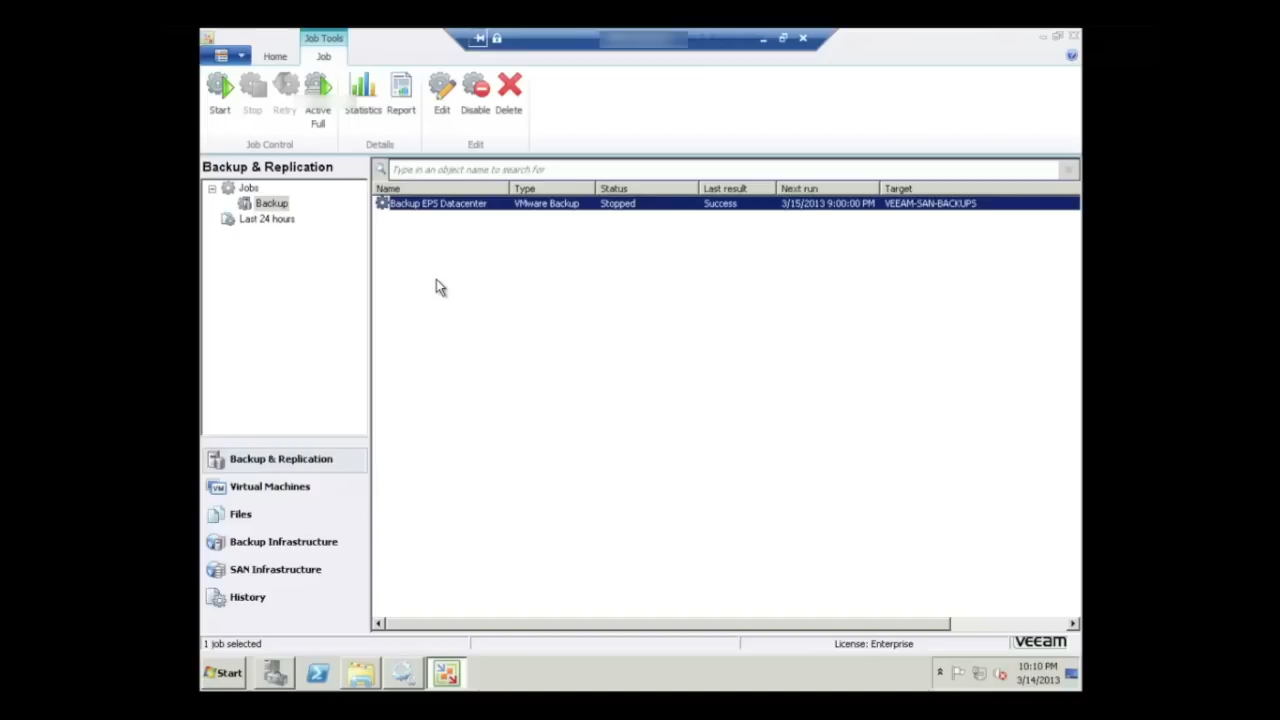 Job Tools
Home
Job
Start
Stop
Retry
Active Full
Statistics
Report
Edit
Disable
Delete
Job Control
Details
Edit
Backup & Replication
Type in an object name to search for
Jobs
Backup
Last 24 hours
Name Type Status Last result Next run Target
Backup EPS Datacenter VMware Backup Stopped Success 3/15/2013 9:00:00 PM VEEAM-SAN-BACKUPS
Backup & Replication
VM
Virtual Machines
Files
Backup Infrastructure
SAN Infrastructure
History
1 job selected
License: Enterprise
veeam
Start
10:10 PM
3/14/2013